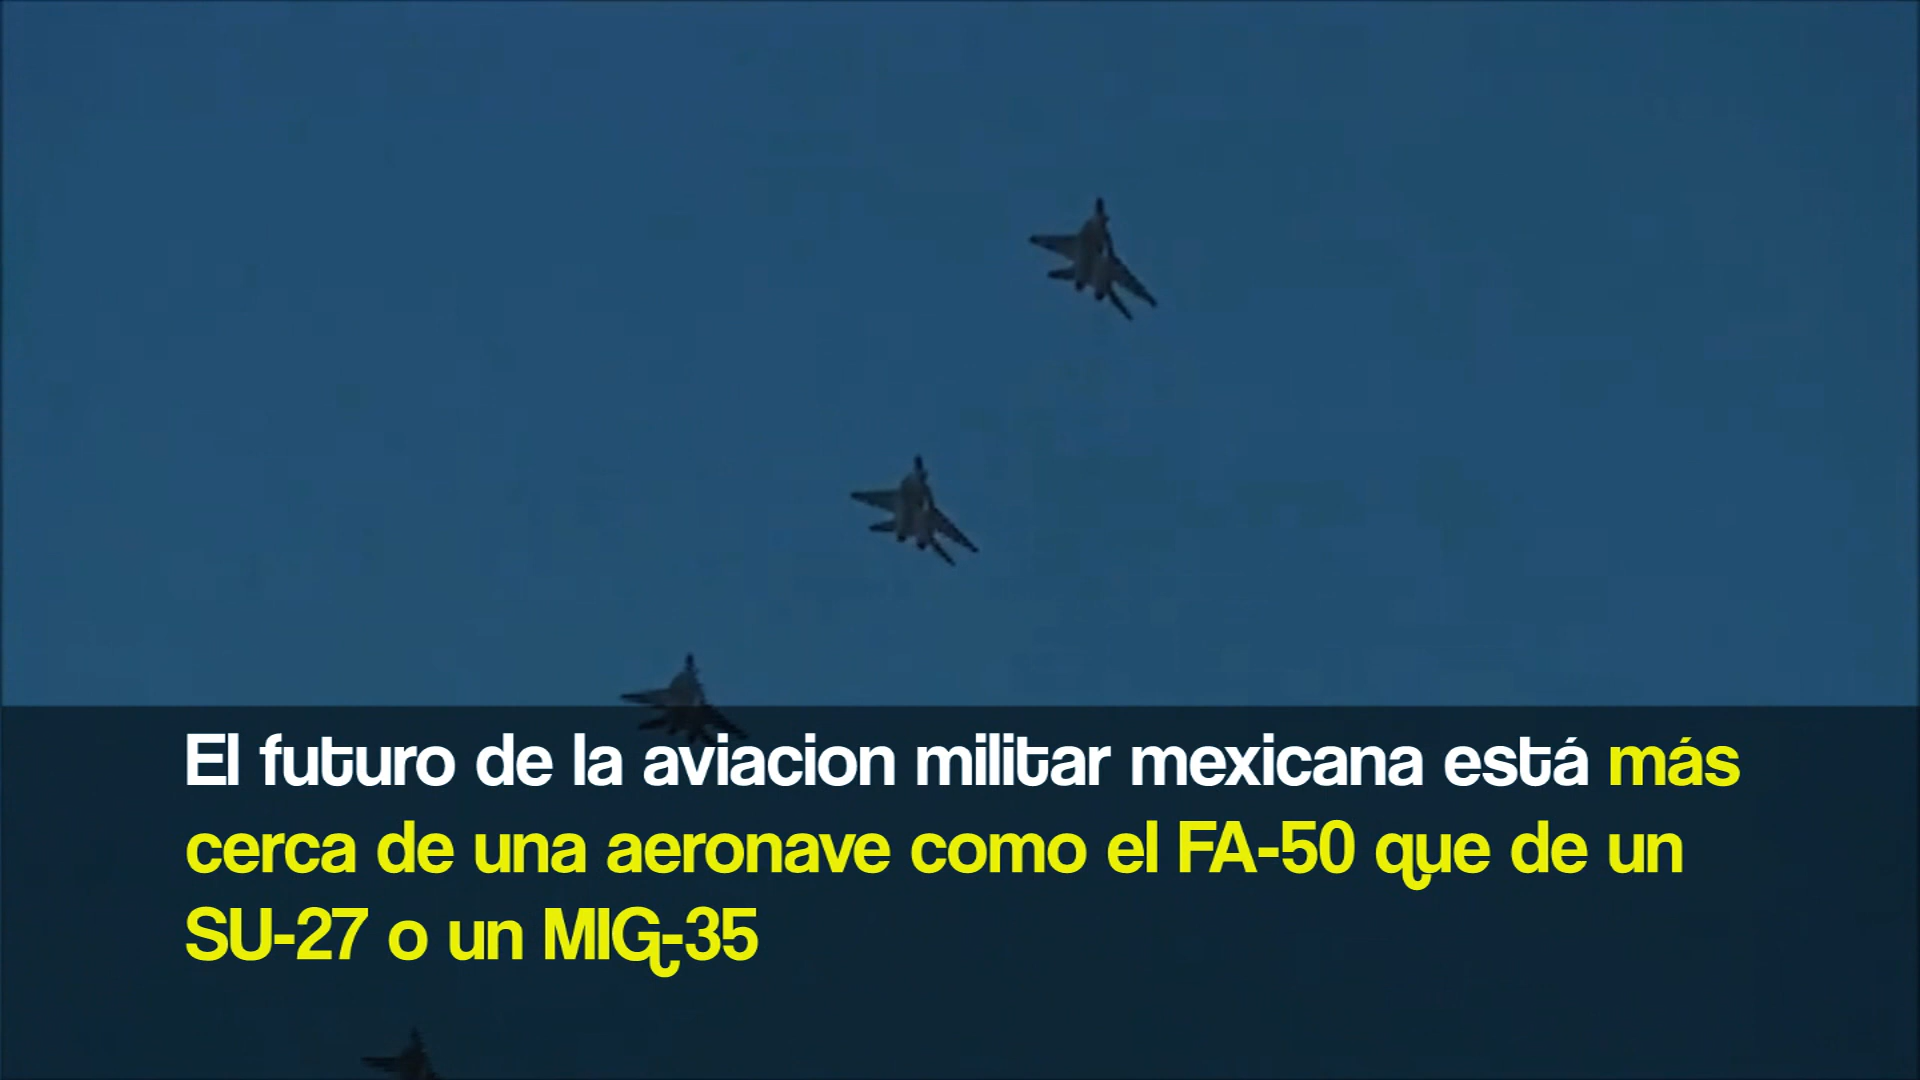 El futuro de la aviacion militar mexicana está más
cerca de una aeronave como el FA-50 que de un
SU-27 o un MIG-35